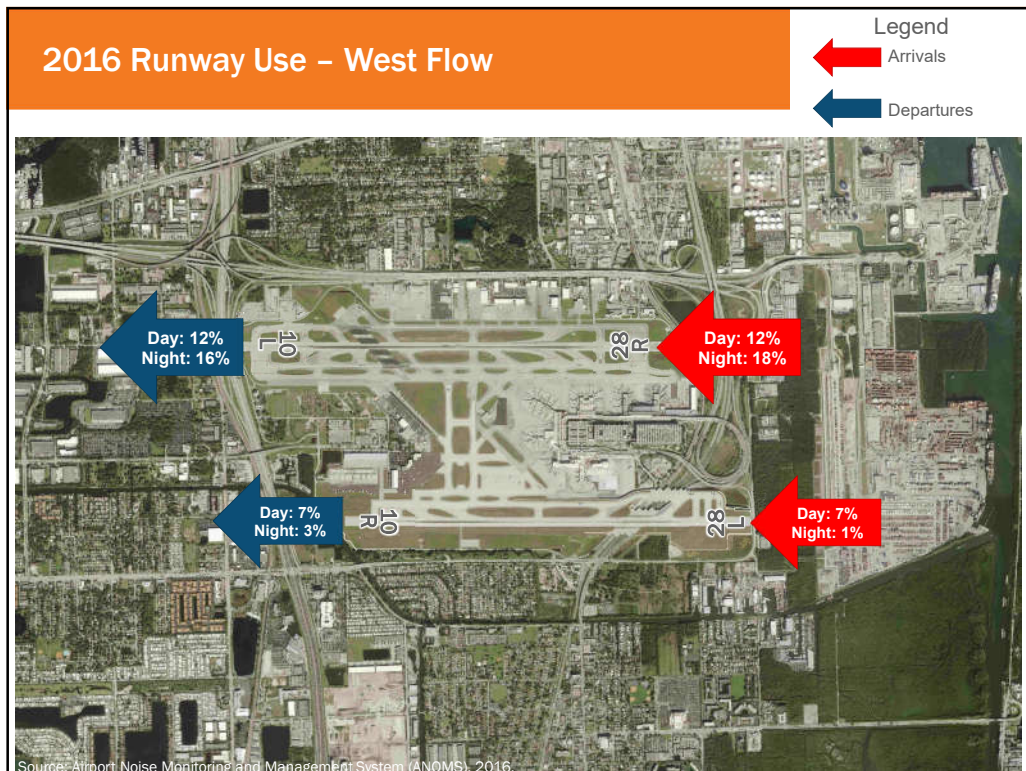 2016 Runway Use – West Flow
Legend
Arrivals
Departures
Day: 12%
Night: 16%
10
L
28
R
Day: 12%
Night: 18%
Day: 7%
Night: 3%
10
R
28
L
Day: 7%
Night: 1%
Source: Airport Noise Monitoring and Management System (ANOMS), 2016.